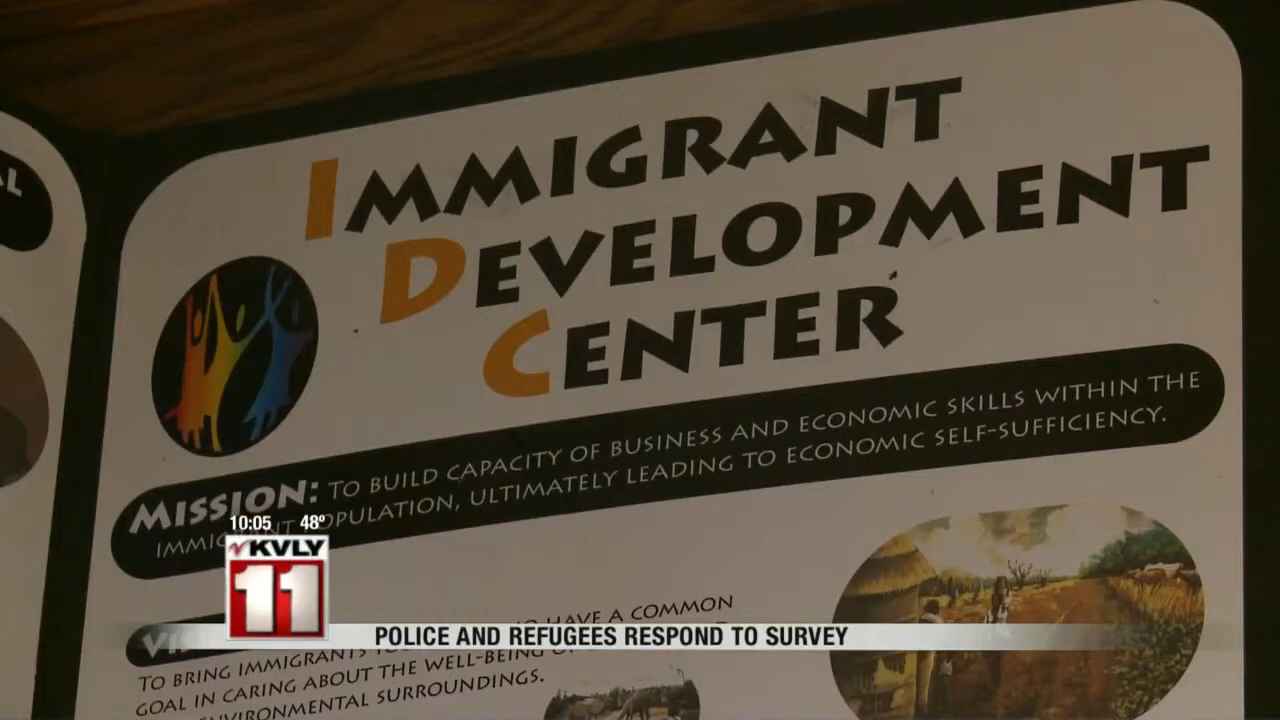 IMMIGRANT
DEVELOPMENT
CENTER
MISSION: TO BUILD CAPACITY OF BUSINESS AND ECONOMIC SKILLS WITHIN THE
POPULATION, ULTIMATELY LEADING TO ECONOMIC SELF-SUFFICIENCY.
10:05 48°
KVLY
11
HAVE A COMMON
POLICE AND REFUGEES RESPOND TO SURVEY
TO BRING IMMIGRANTS
GOAL IN CARING ABOUT THE WELL-BEING
SURROUNDINGS.